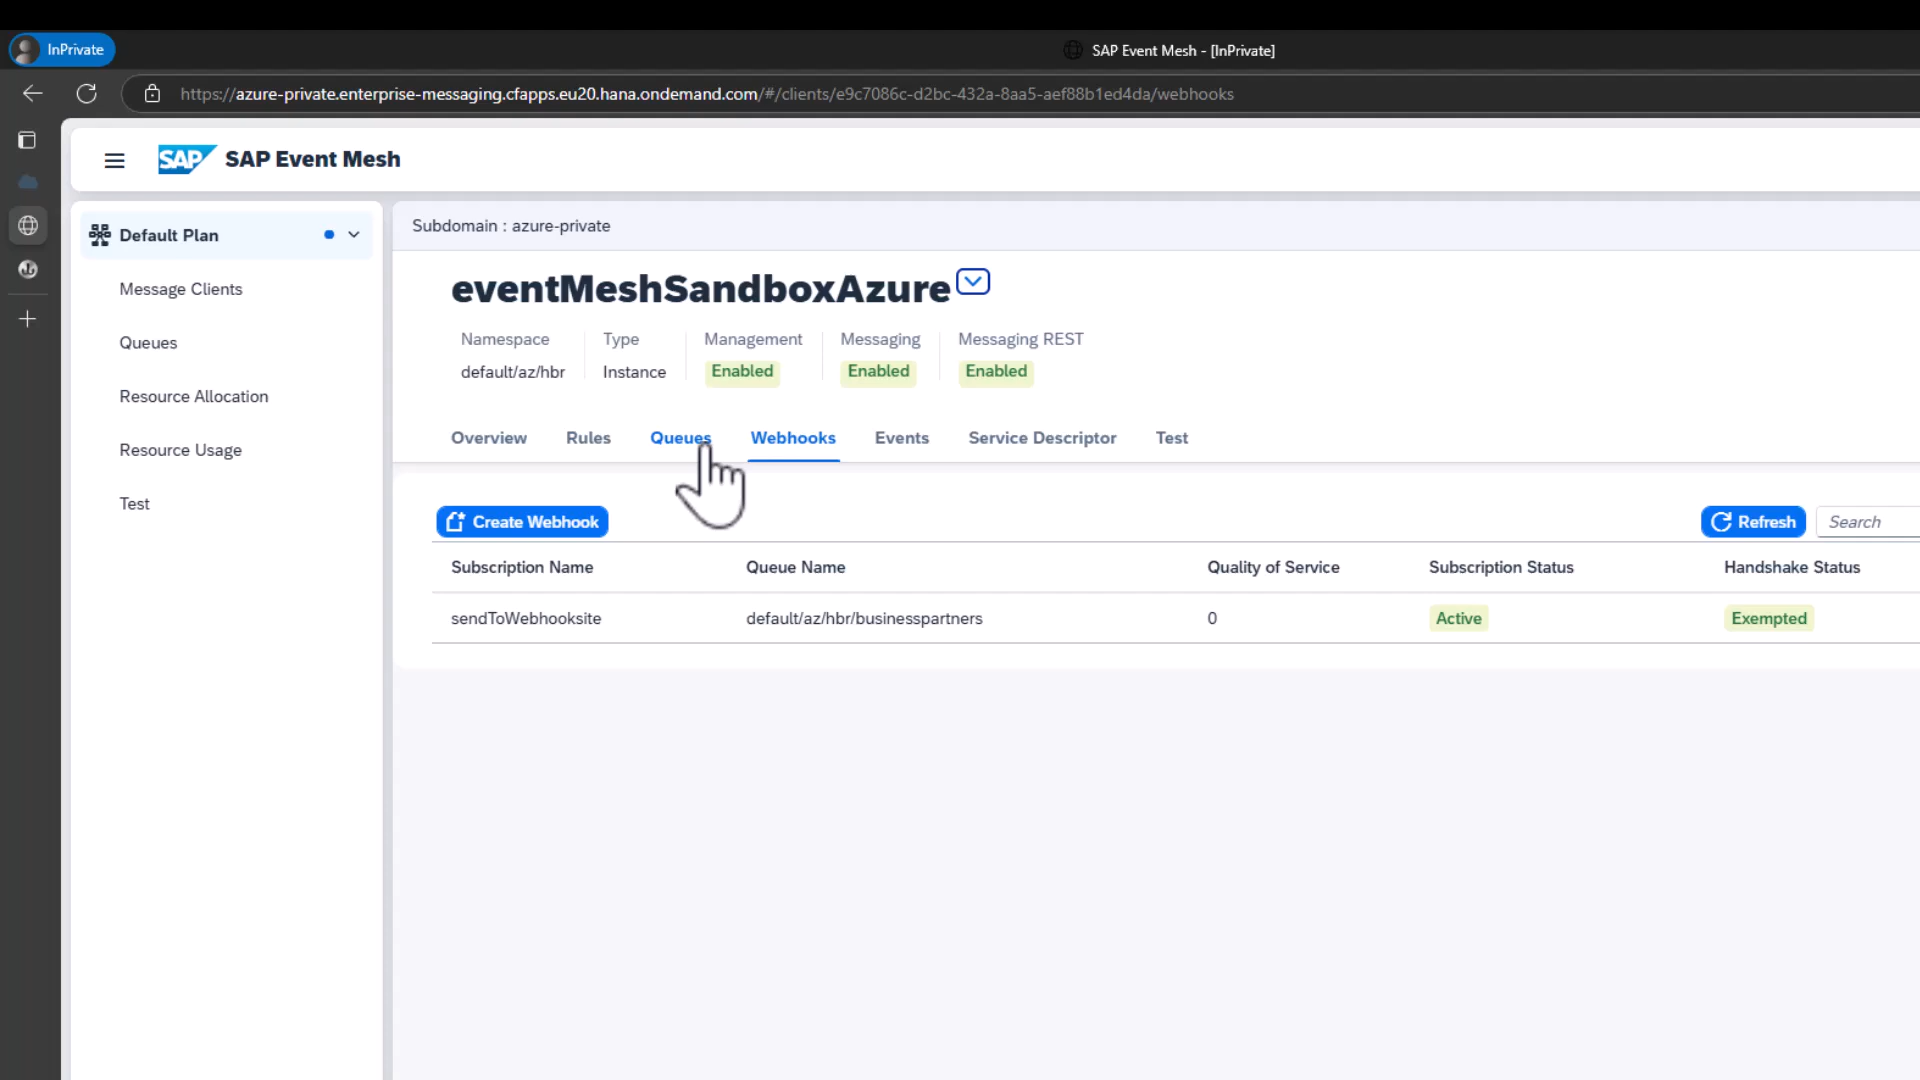 InPrivate
SAP Event Mesh - [InPrivate]
https://azure-private.enterprise-messaging.cfapps.eu20.hana.ondemand.com/#/clients/e9c7086c-d2bc-432a-8aa5-aef88b1ed4da/webhooks
SAP SAP Event Mesh
Default Plan
Message Clients
Queues
Resource Allocation
Resource Usage
Test
Subdomain : azure-private
eventMeshSandboxAzure
Namespace Type Management Messaging Messaging REST
default/az/hbr Instance Enabled Enabled Enabled
Overview Rules Queues Webhooks Events Service Descriptor Test
Create Webhook Refresh Search
Subscription Name Queue Name Quality of Service Subscription Status Handshake Status
sendToWebhooksite default/az/hbr/businesspartners 0 Active Exempted